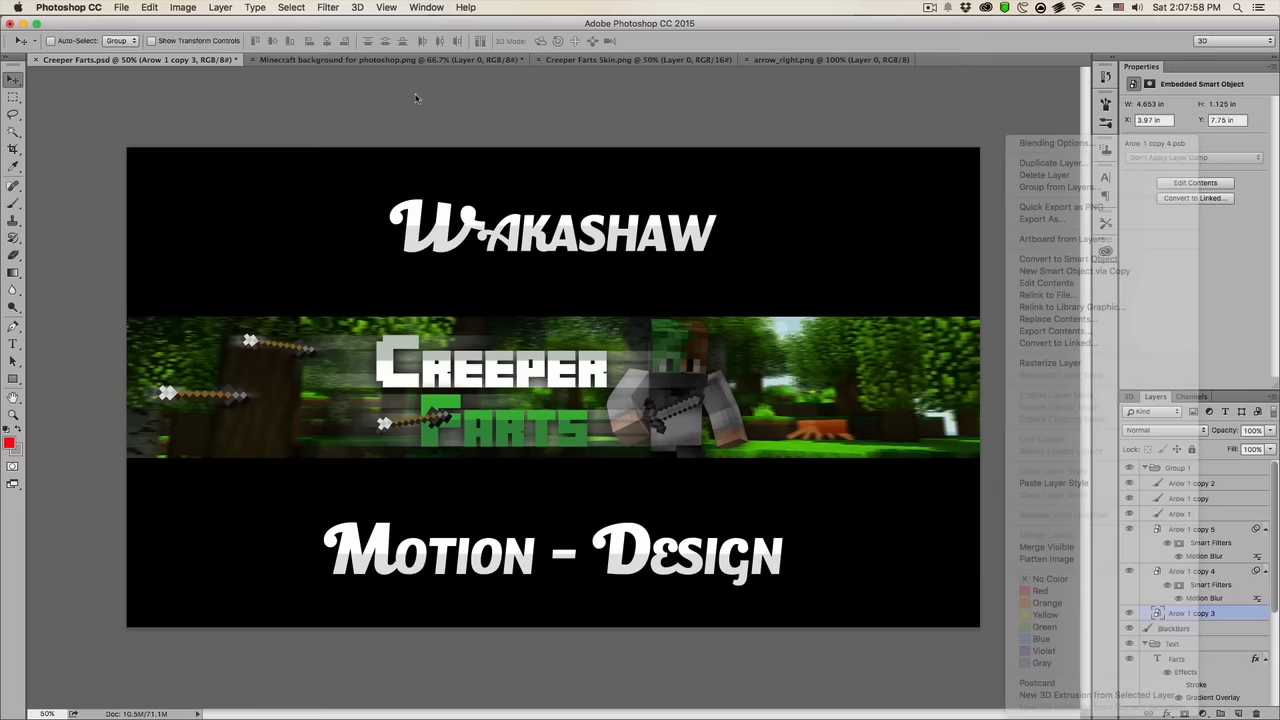 Photoshop CC File Edit Image Layer Type Select Filter 3D View Window Help Sat 2:07:58 PM
Adobe Photoshop CC 2015
Auto-Select: Group Show Transform Controls 3D Mode: 3D
× Creeper Farts.psd @ 50% (Arow 1 copy 3, RGB/8#) * × Minecraft background for photoshop.png @ 66.7% (Layer 0, RGB/8#) * × Creeper Farts Skin.png @ 50% (Layer 0, RGB/16#) × arrow_right.png @ 100% (Layer 0, RGB/8)
Properties
Embedded Smart Object
W: 4.653 in H: 1.125 in
X: 3.97 in Y: 7.75 in
Arow 1 copy 4.psb
Don't Apply Layer Comp
Edit Contents
Convert to Linked...
Blending Options...
Duplicate Layer...
Delete Layer
Group from Layers...
Quick Export as PNG
Export As...
Artboard from Layers...
Convert to Smart Object
New Smart Object via Copy
Edit Contents
Relink to File...
Relink to Library Graphic...
Replace Contents...
Export Contents...
Convert to Linked...
Rasterize Layer
Paste Layer Style
Merge Visible
Flatten Image
No Color
Red
Orange
Yellow
Green
Blue
Violet
Gray
Postcard
New 3D Extrusion from Selected Layer
Wakashaw
Creeper
Farts
Motion - Design
3D Layers Channels
Kind
Normal Opacity: 100%
Lock: Fill: 100%
Group 1
Arow 1 copy 2
Arow 1 copy
Arow 1
Arow 1 copy 5
Smart Filters
Motion Blur
Arow 1 copy 4
Smart Filters
Motion Blur
Arow 1 copy 3
BlackBars
Text
Farts fx
Effects
Stroke
Gradient Overlay
50% Doc: 10.5M/71.1M